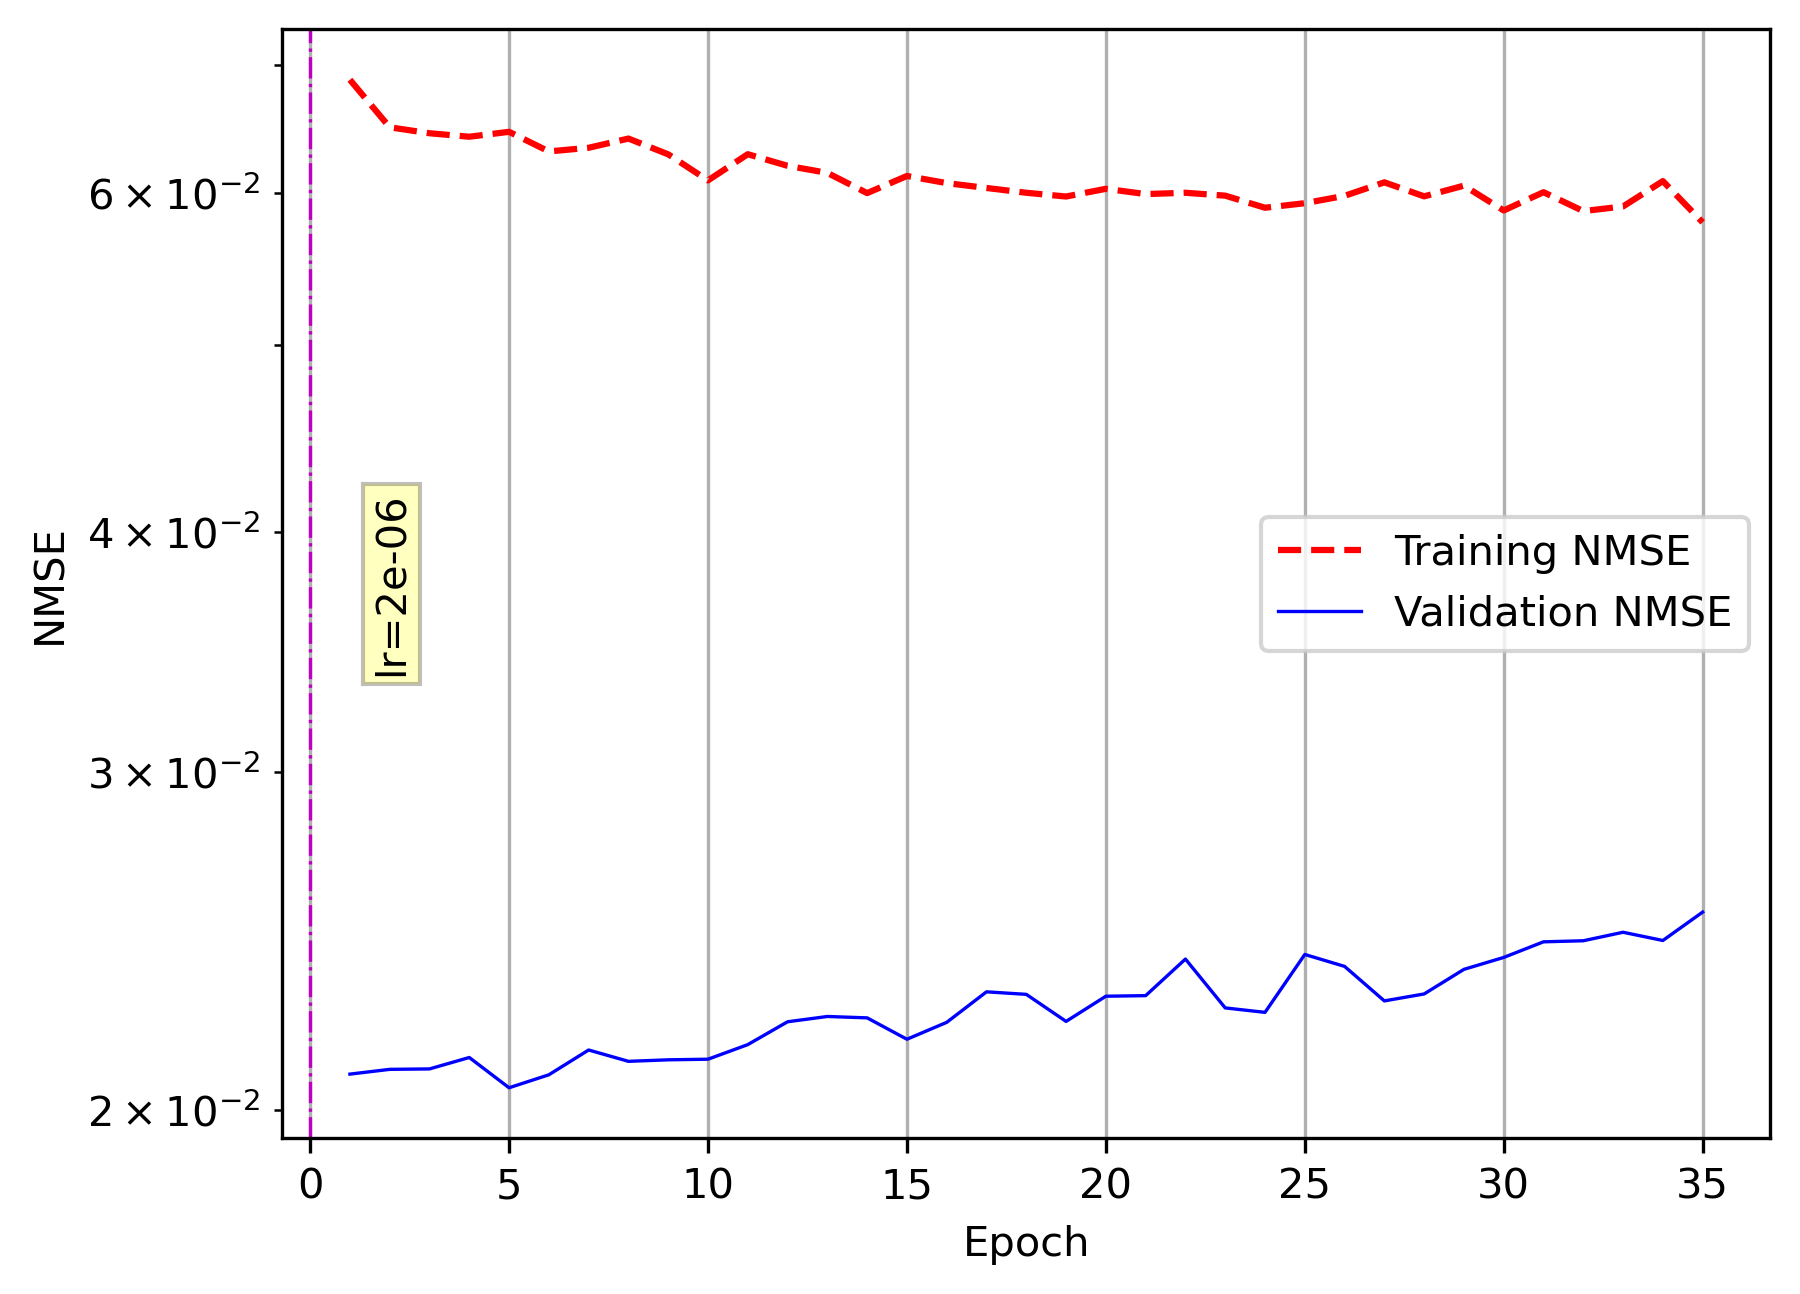 6 × 10⁻²
4 × 10⁻²
3 × 10⁻²
2 × 10⁻²
NMSE
lr=2e-06
Training NMSE
Validation NMSE
0 5 10 15 20 25 30 35
Epoch